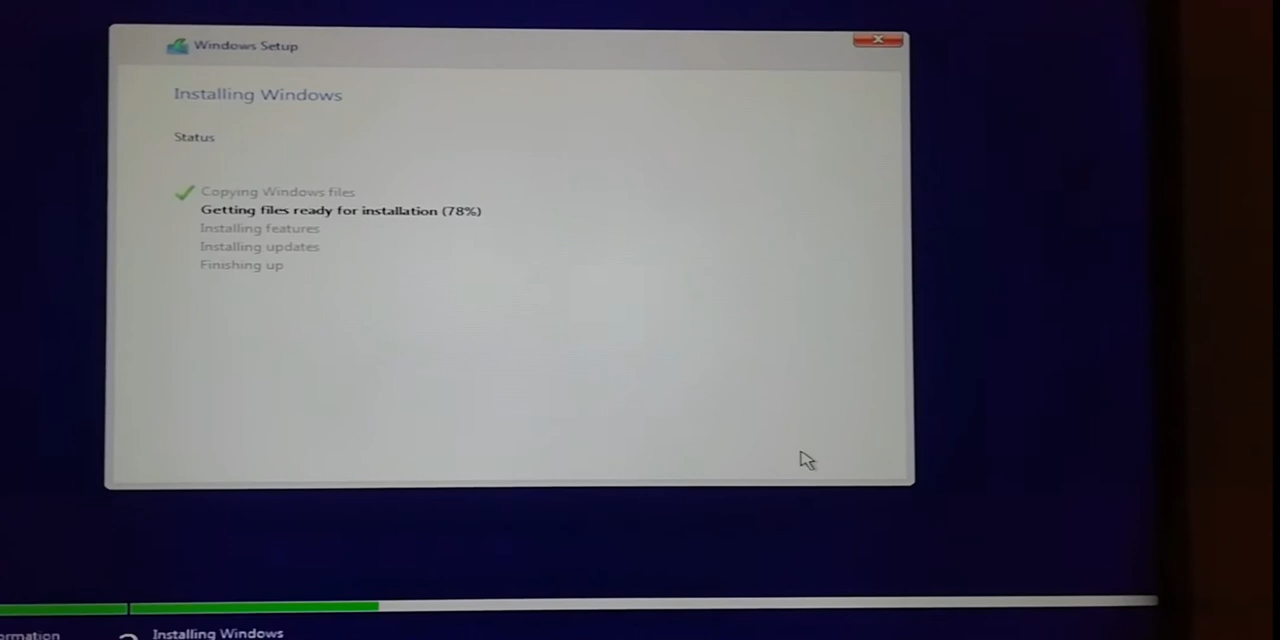 Windows Setup
Installing Windows
Status
Copying Windows files
Getting files ready for installation (78%)
Installing features
Installing updates
Finishing up
Installing Windows